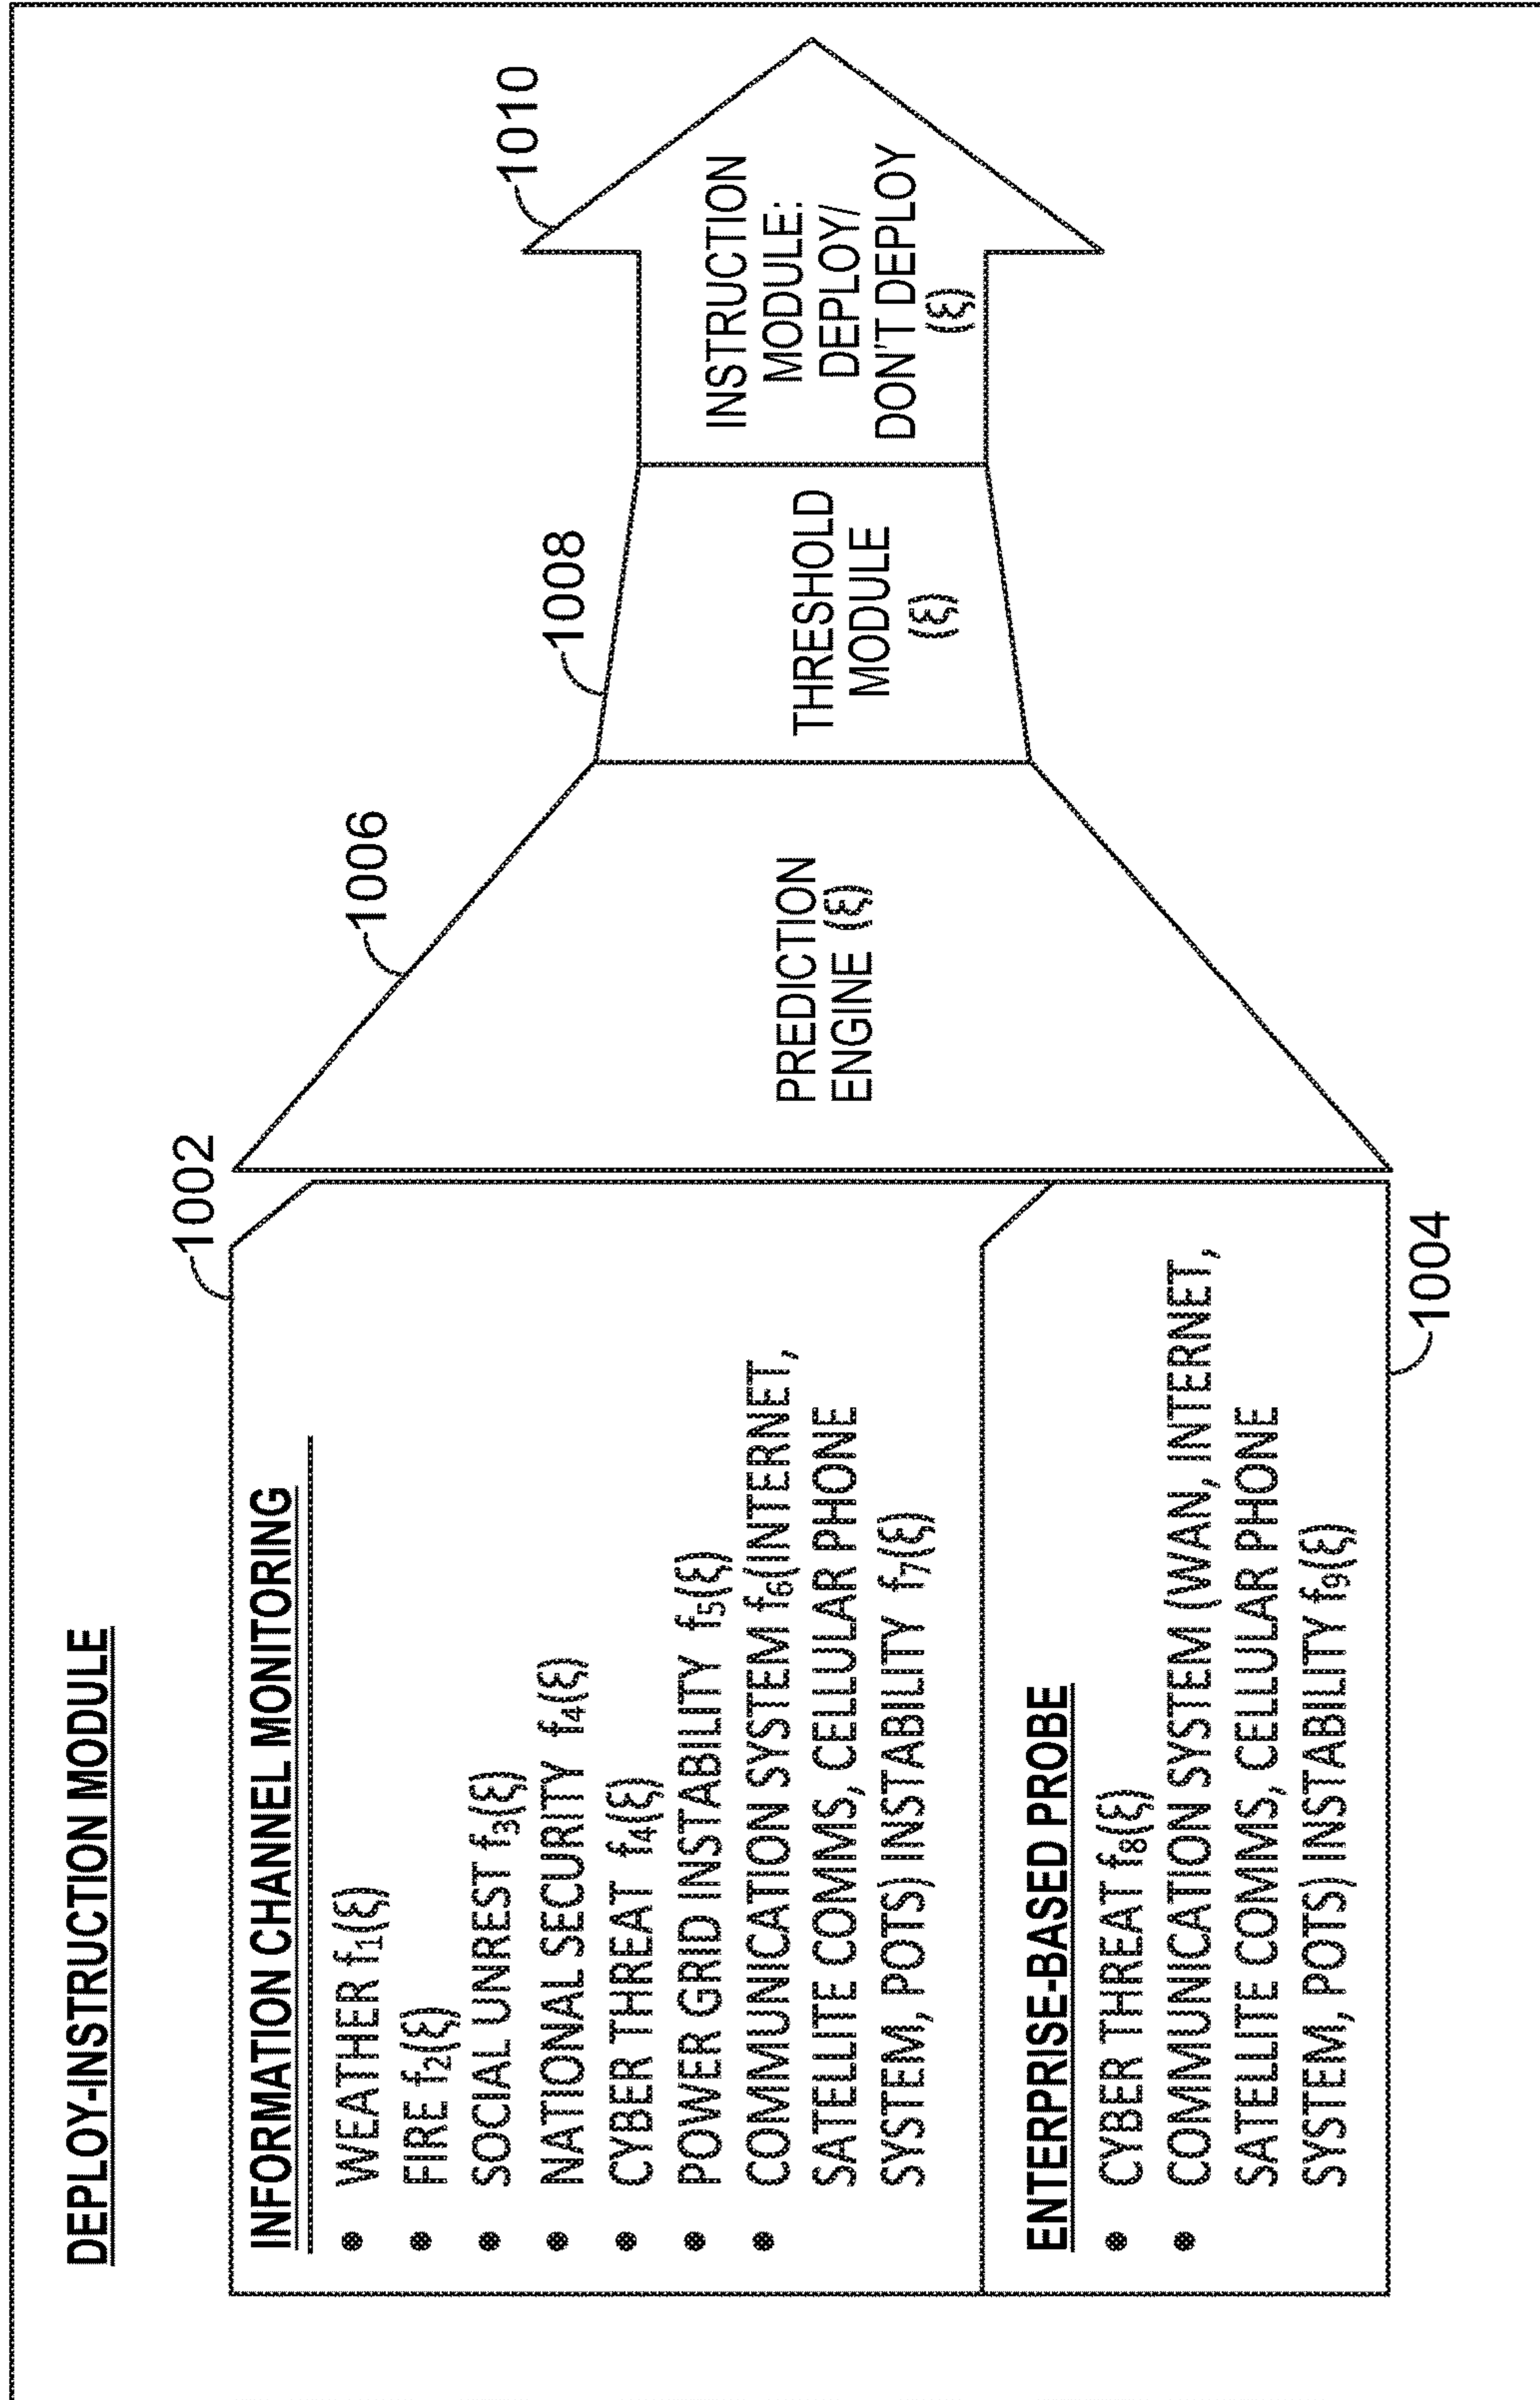 DEPLOY-INSTRUCTION MODULE
1002
INFORMATION CHANNEL MONITORING
• WEATHER f₁(ξ)
• FIRE f₂(ξ)
• SOCIAL UNREST f₃(ξ)
• NATIONAL SECURITY f₄(ξ)
• CYBER THREAT f₄(ξ)
• POWER GRID INSTABILITY f₅(ξ)
• COMMUNICATION SYSTEM f₆(INTERNET,
SATELLITE COMMS, CELLULAR PHONE
SYSTEM, POTS) INSTABILITY f₇(ξ)
ENTERPRISE-BASED PROBE
• CYBER THREAT f₈(ξ)
• COMMUNICATION SYSTEM (WAN, INTERNET,
SATELLITE COMMS, CELLULAR PHONE
SYSTEM, POTS) INSTABILITY f₉(ξ)
1004
1006
PREDICTION
ENGINE (ξ)
1008
THRESHOLD
MODULE
(ξ)
1010
INSTRUCTION
MODULE:
DEPLOY/
DON'T DEPLOY
(ξ)